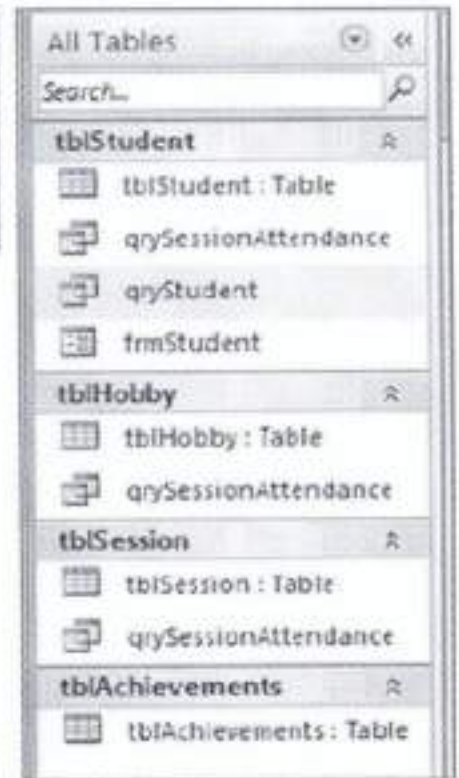 All Tables
Search...
tblStudent
tblStudent : Table
qrySessionAttendance
qryStudent
frmStudent
tblHobby
tblHobby : Table
qrySessionAttendance
tblSession
tblSession : Table
qrySessionAttendance
tblAchievements
tblAchievements : Table